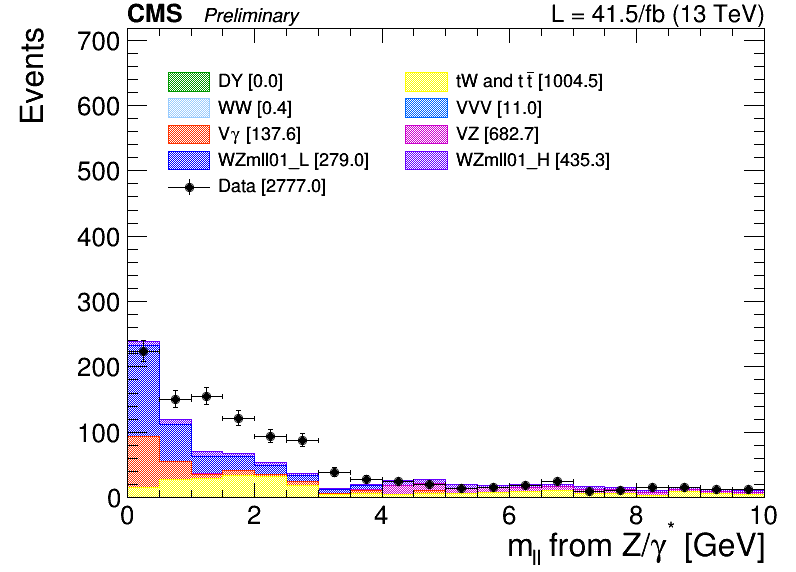 CMS Preliminary L = 41.5/fb (13 TeV)
Events
700
600
500
400
300
200
100
0
DY [0.0] tW and tt̅ [1004.5]
WW [0.4] VVV [11.0]
Vγ [137.6] VZ [682.7]
WZmll01_L [279.0] WZmll01_H [435.3]
Data [2777.0]
0 2 4 6 8 10
m_ll from Z/γ* [GeV]